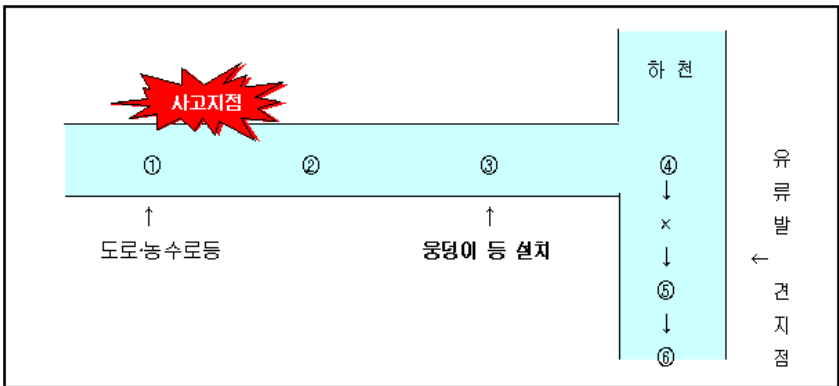 하 천
사고지점
① ② ③ ④
↑ ↑ ↓
도로·농수로등 웅덩이 등 설치 ×
↓ ←
⑤
↓
⑥
유
류
발
견
지
점